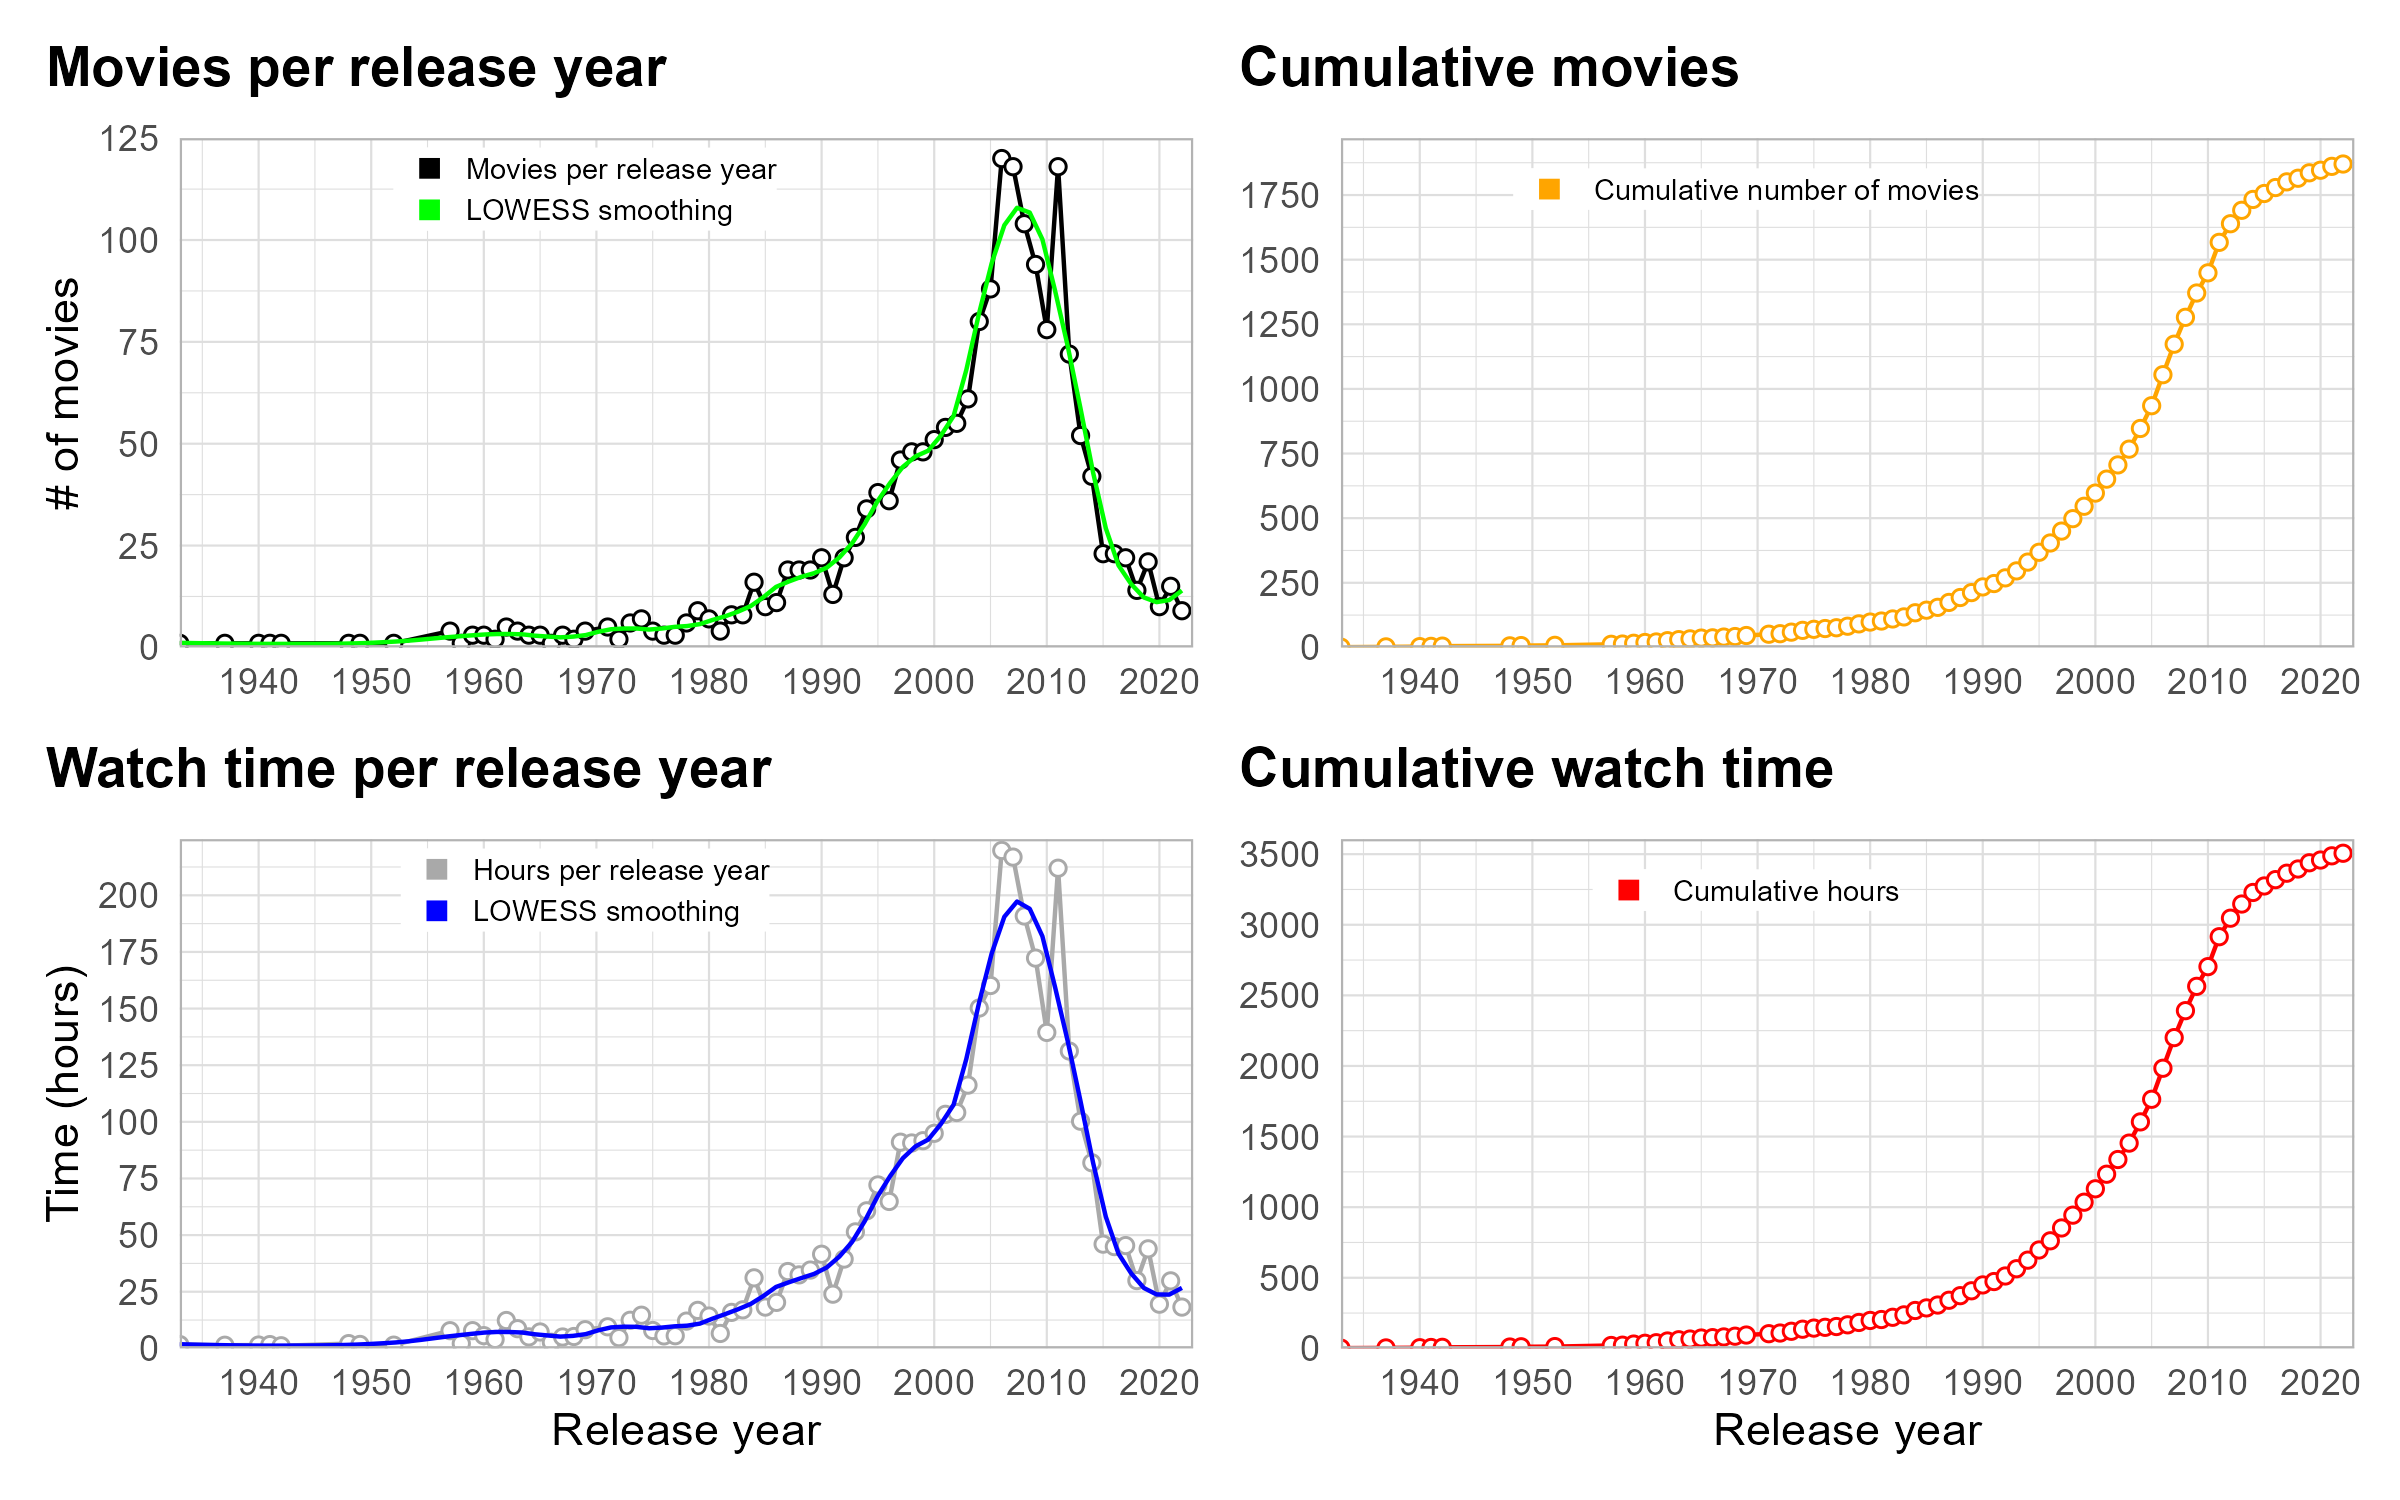 Movies per release year
125
100
75
50
25
0
# of movies
Movies per release year
LOWESS smoothing
1940 1950 1960 1970 1980 1990 2000 2010 2020
Cumulative movies
1750
1500
1250
1000
750
500
250
0
Cumulative number of movies
1940 1950 1960 1970 1980 1990 2000 2010 2020
Watch time per release year
200
175
150
125
100
75
50
25
0
Time (hours)
Hours per release year
LOWESS smoothing
1940 1950 1960 1970 1980 1990 2000 2010 2020
Release year
Cumulative watch time
3500
3000
2500
2000
1500
1000
500
0
Cumulative hours
1940 1950 1960 1970 1980 1990 2000 2010 2020
Release year